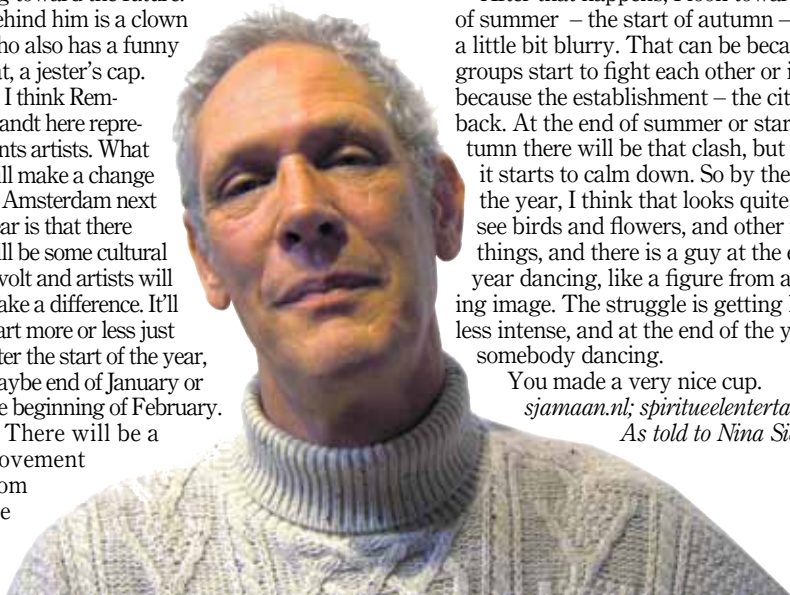 g toward the future.
ehind him is a clown
ho also has a funny
t, a jester's cap.
I think Rem-
andt here repre-
nts artists. What
ll make a change
Amsterdam next
ar is that there
ll be some cultural
volt and artists will
ake a difference. It'll
art more or less just
ter the start of the year,
aybe end of January or
e beginning of February.
There will be a
ovement
om
e
of summer – the start of autumn –
a little bit blurry. That can be beca
groups start to fight each other or i
because the establishment – the cit
back. At the end of summer or star
tumn there will be that clash, but
it starts to calm down. So by the
the year, I think that looks quite
see birds and flowers, and other
things, and there is a guy at the e
year dancing, like a figure from a
ing image. The struggle is getting
less intense, and at the end of the y
somebody dancing.
You made a very nice cup.
sjamaan.nl; spiritueelenterta
As told to Nina Si